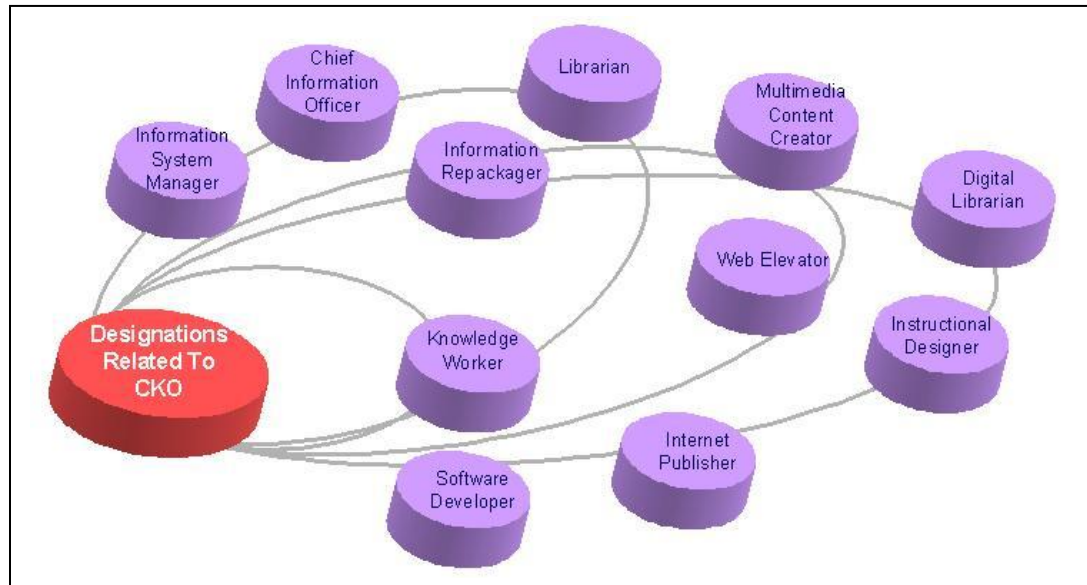 Chief
Information
Officer
Librarian
Multimedia
Content
Creator
Information
System
Manager
Information
Repackager
Digital
Librarian
Web Elevator
Designations
Related To
CKO
Knowledge
Worker
Instructional
Designer
Internet
Publisher
Software
Developer